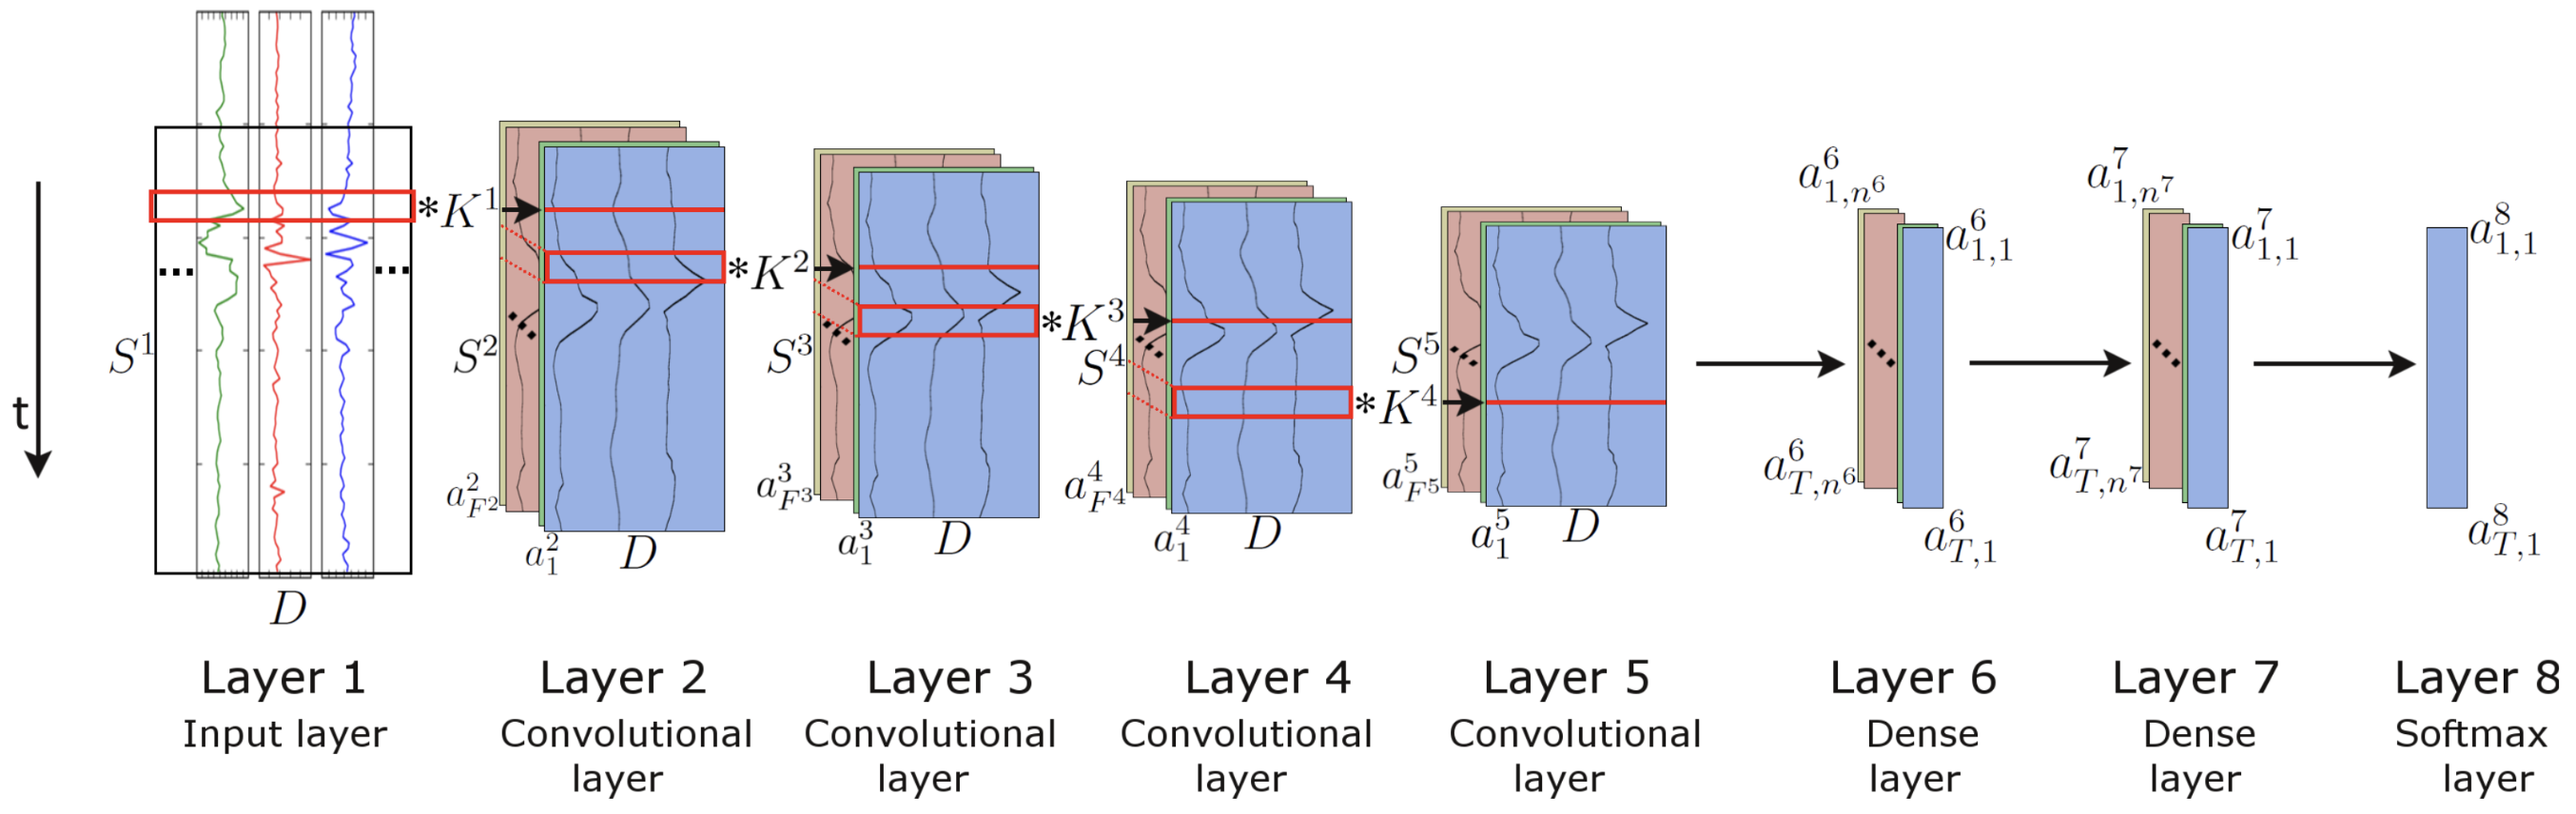 t
S^1
D
*K^1
S^2
a^2_{F^2}
a^2_1
D
*K^2
S^3
a^3_{F^3}
a^3_1
D
*K^3
S^4
a^4_{F^4}
a^4_1
D
*K^4
S^5
a^5_{F^5}
a^5_1
D
a^6_{1,n^6}
a^6_{1,1}
a^6_{T,n^6}
a^6_{T,1}
a^7_{1,n^7}
a^7_{1,1}
a^7_{T,n^7}
a^7_{T,1}
a^8_{1,1}
a^8_{T,1}
Layer 1
Input layer
Layer 2
Convolutional
layer
Layer 3
Convolutional
layer
Layer 4
Convolutional
layer
Layer 5
Convolutional
layer
Layer 6
Dense
layer
Layer 7
Dense
layer
Layer 8
Softmax
layer